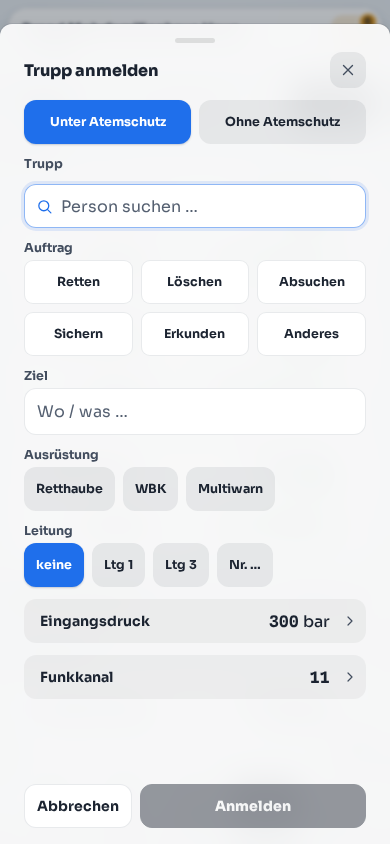 Trupp anmelden
Unter Atemschutz
Ohne Atemschutz
Trupp
Person suchen ...
Auftrag
Retten
Löschen
Absuchen
Sichern
Erkunden
Anderes
Ziel
Wo / was ...
Ausrüstung
Retthaube
WBK
Multiwarn
Leitung
keine
Ltg 1
Ltg 3
Nr. ...
Eingangsdruck
300 bar
Funkkanal
11
Abbrechen
Anmelden